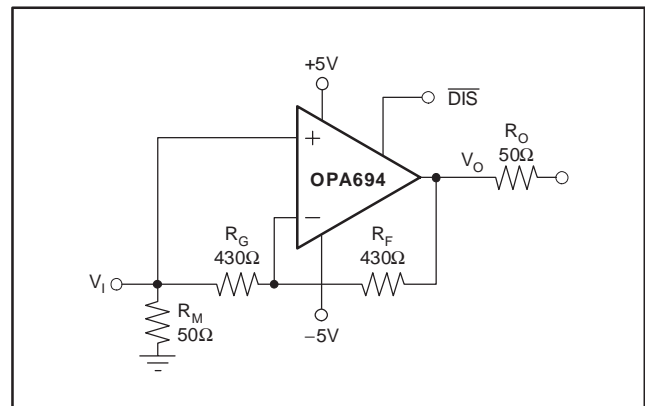 +5V
DIS
R_O
50Ω
+
V_O
OPA694
−
R_G
430Ω
R_F
430Ω
V_I
R_M
50Ω
−5V